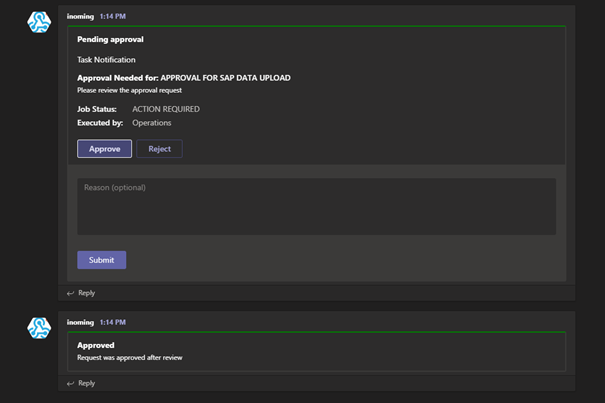 inoming 1:14 PM
Pending approval
Task Notification
Approval Needed for: APPROVAL FOR SAP DATA UPLOAD
Please review the approval request
Job Status: ACTION REQUIRED
Executed by: Operations
Approve Reject
Reason (optional)
Submit
Reply
inoming 1:14 PM
Approved
Request was approved after review
Reply